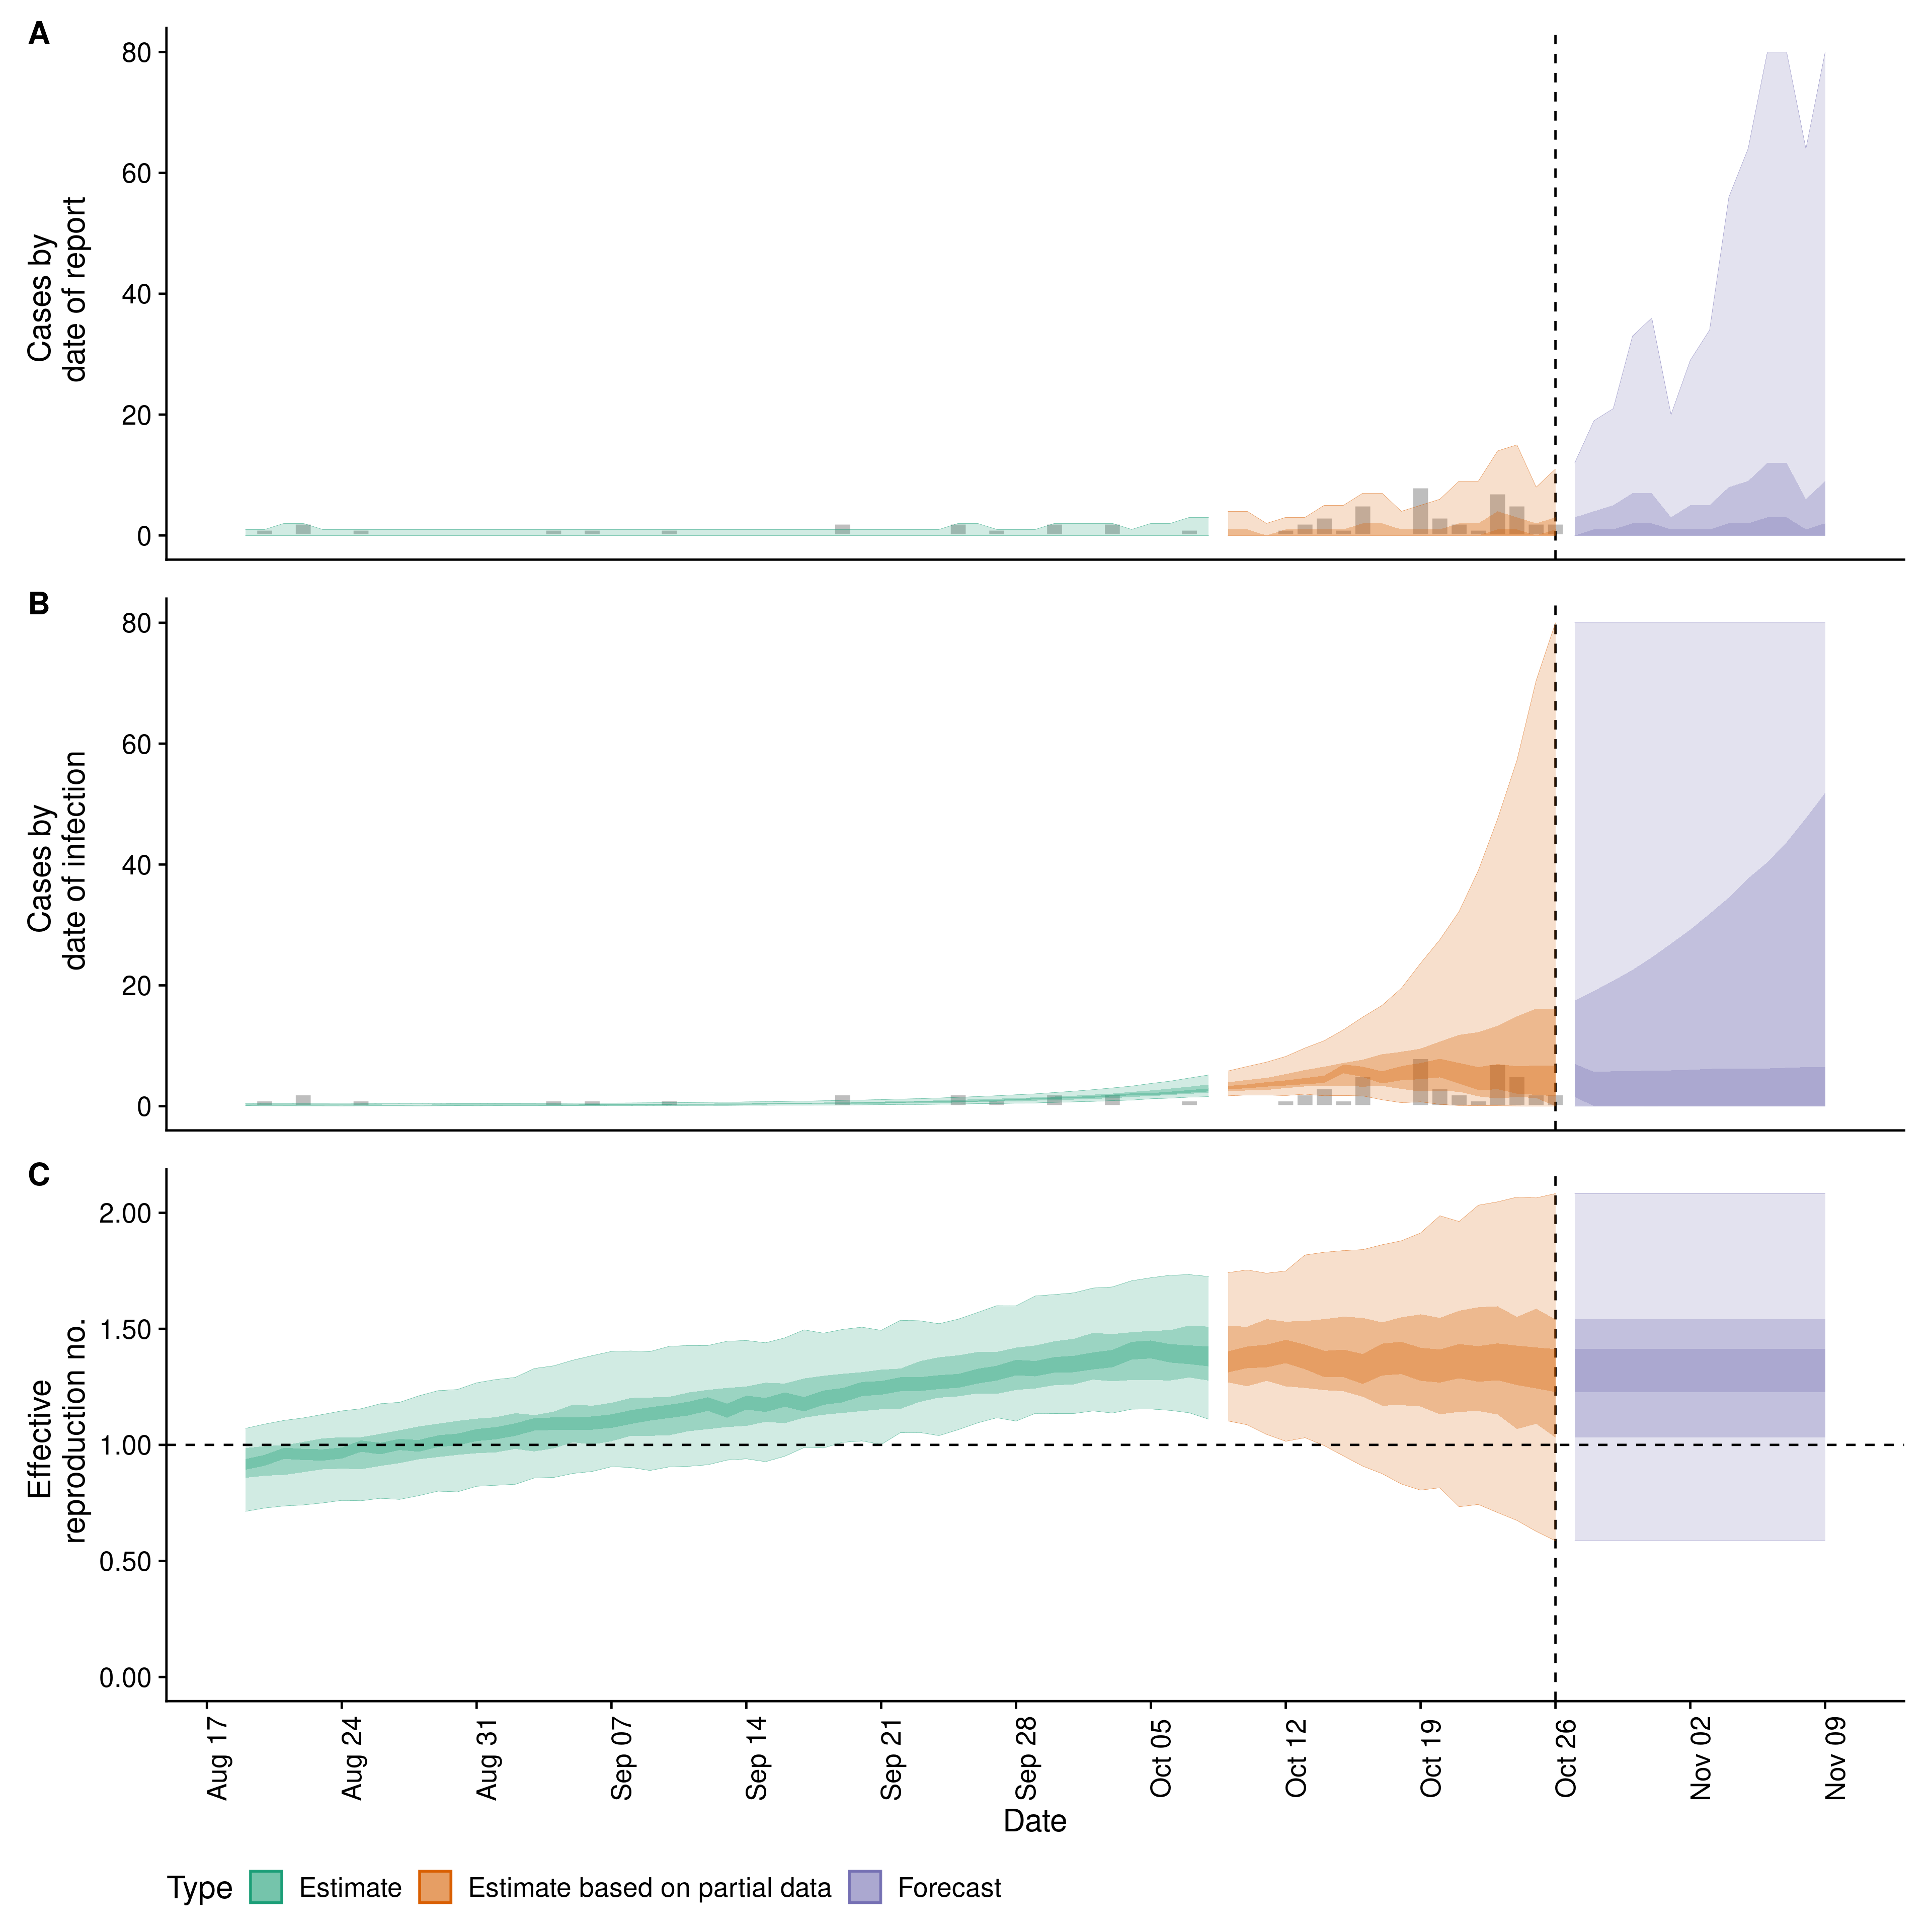 A
80
60
40
20
0
Cases by
date of report
B
80
60
40
20
0
Cases by
date of infection
C
2.00
1.50
1.00
0.50
0.00
Effective
reproduction no.
Aug 17
Aug 24
Aug 31
Sep 07
Sep 14
Sep 21
Sep 28
Oct 05
Oct 12
Oct 19
Oct 26
Nov 02
Nov 09
Date
Type Estimate Estimate based on partial data Forecast